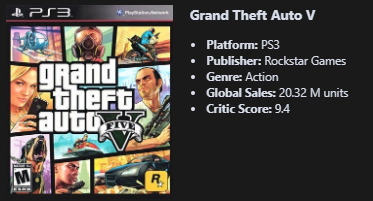 PS3
PlayStation Network
grand
theft
auto
V
FIVE
M
R
Grand Theft Auto V
Platform: PS3
Publisher: Rockstar Games
Genre: Action
Global Sales: 20.32 M units
Critic Score: 9.4